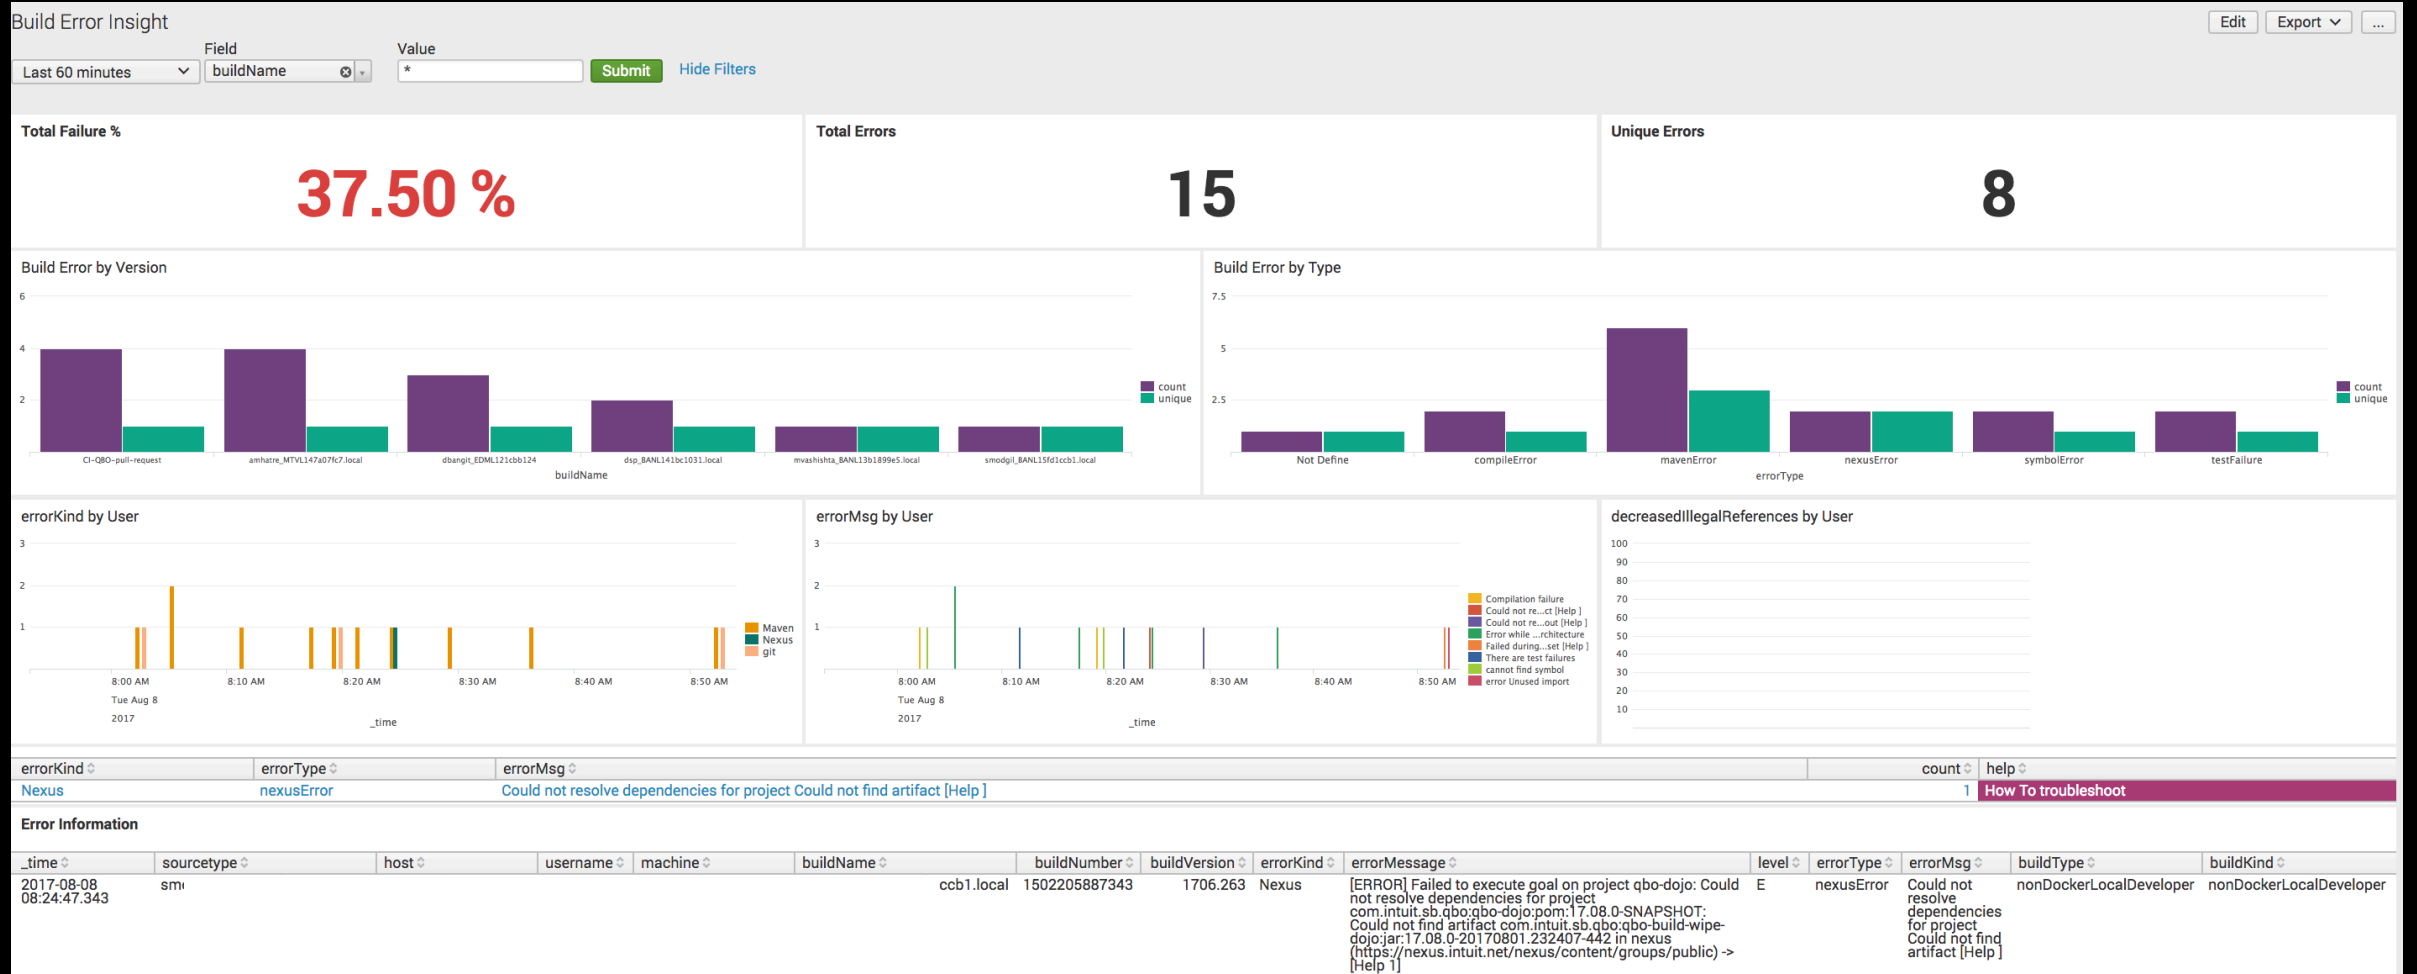 Build Error Insight
Edit Export ...
Field Value
Last 60 minutes buildName * Submit Hide Filters
Total Failure % Total Errors Unique Errors
37.50 % 15 8
Build Error by Version
6
4
2
count
unique
CI-QBO-pull-request amhatre_MTVL147a07fc7.local dbangit_EDML121cbb124 dsp_BANL141bc1031.local mvashishta_BANL13b1899e5.local smodgil_BANL15fd1ccb1.local
buildName
Build Error by Type
7.5
5
2.5
count
unique
Not Define compileError mavenError nexusError symbolError testFailure
errorType
errorKind by User
3
2
1
Maven
Nexus
git
8:00 AM 8:10 AM 8:20 AM 8:30 AM 8:40 AM 8:50 AM
Tue Aug 8
2017
_time
errorMsg by User
3
2
1
Compilation failure
Could not re...ct [Help ]
Could not re...out [Help ]
Error while ...rchitecture
Failed during...set [Help ]
There are test failures
cannot find symbol
error Unused import
8:00 AM 8:10 AM 8:20 AM 8:30 AM 8:40 AM 8:50 AM
Tue Aug 8
2017
_time
decreasedIllegalReferences by User
100
90
80
70
60
50
40
30
20
10
errorKind errorType errorMsg count help
Nexus nexusError Could not resolve dependencies for project Could not find artifact [Help ] 1 How To troubleshoot
Error Information
_time sourcetype host username machine buildName buildNumber buildVersion errorKind errorMessage level errorType errorMsg buildType buildKind
2017-08-08
08:24:47.343
ccb1.local 1502205887343 1706.263 Nexus
[ERROR] Failed to execute goal on project qbo-dojo: Could
not resolve dependencies for project
com.intuit.sb.qbo:qbo-dojo:pom:17.08.0-SNAPSHOT:
Could not find artifact com.intuit.sb.qbo:qbo-build-wipe-
dojo:jar:17.08.0-20170801.232407-442 in nexus
(https://nexus.intuit.net/nexus/content/groups/public) ->
[Help 1]
E nexusError
Could not
resolve
dependencies
for project
Could not find
artifact [Help ]
nonDockerLocalDeveloper nonDockerLocalDeveloper